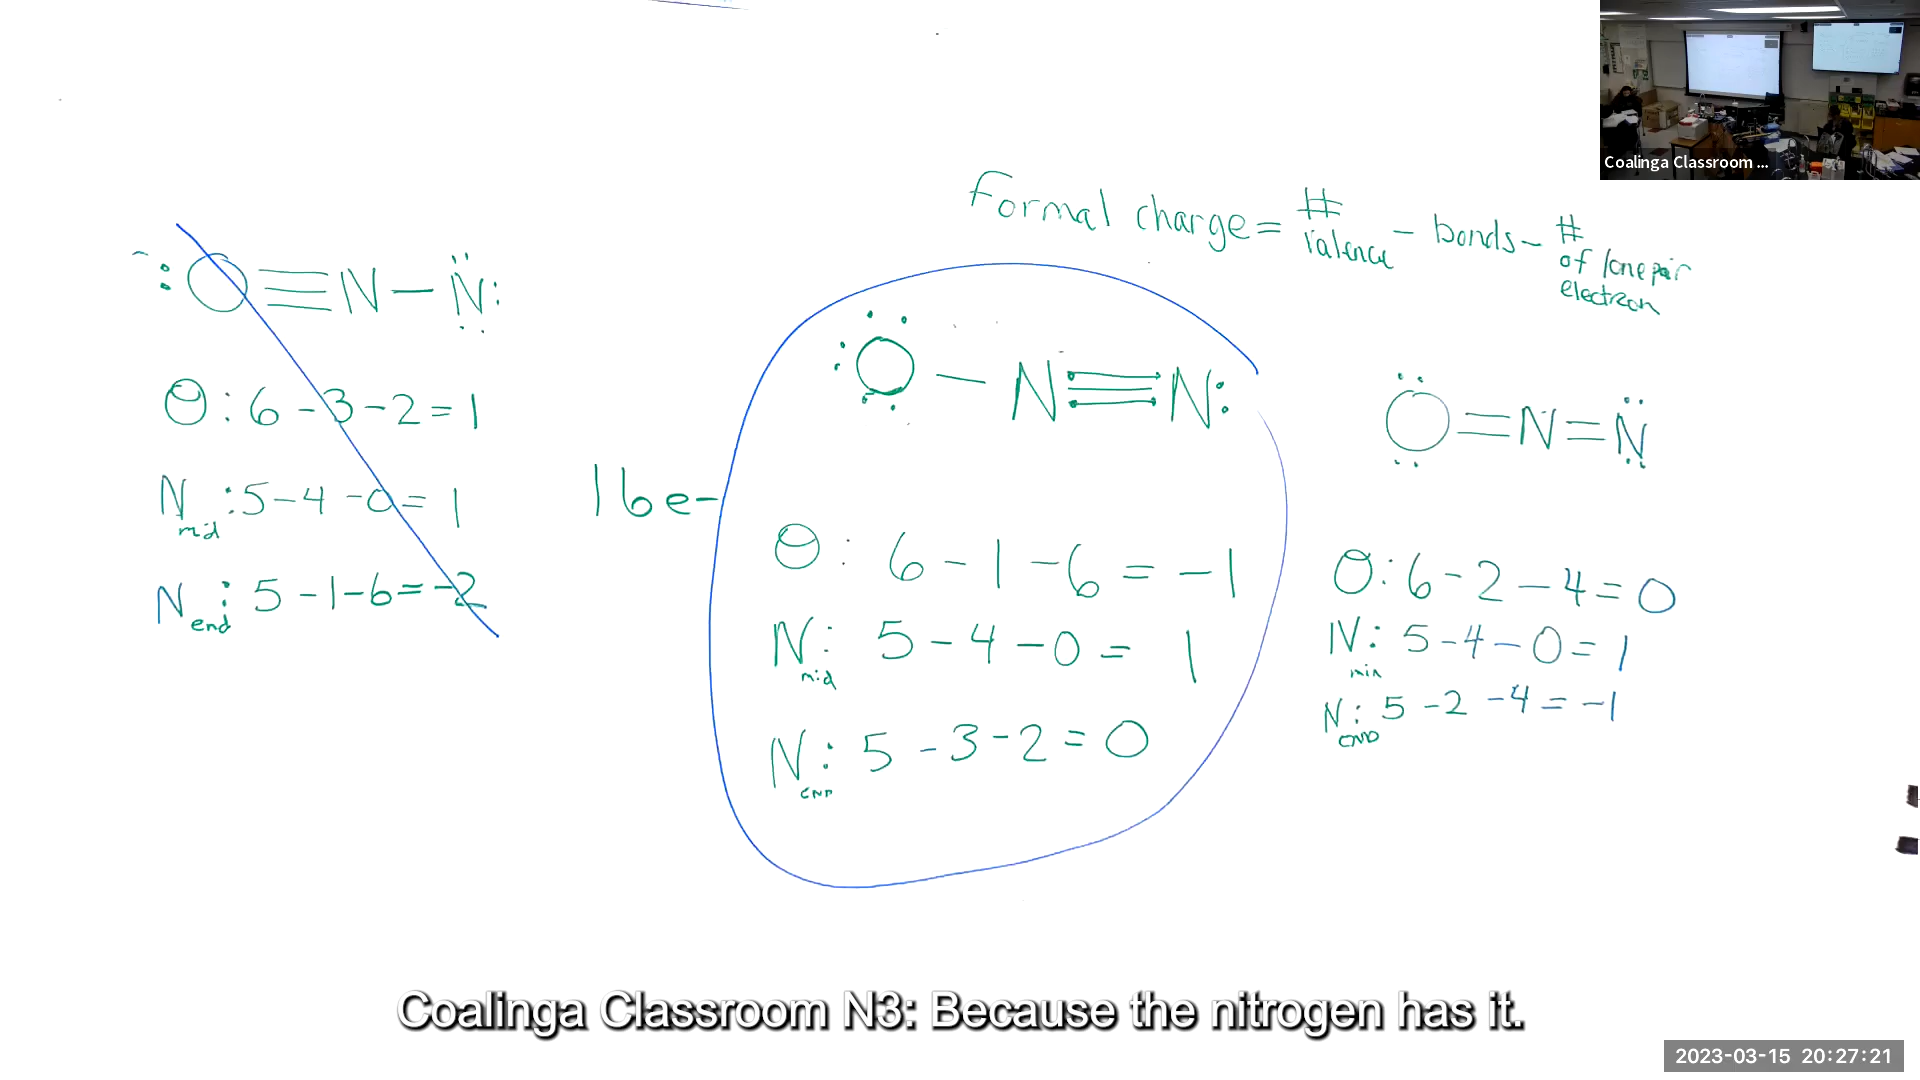 Coalinga Classroom ...
Formal charge = # valence - bonds - # of lone pair electron
O≡N-N
O: 6-3-2=1
N mid: 5-4-0=1
N end: 5-1-6=-2
16e-
O-N≡N:
O: 6-1-6=-1
N mid: 5-4-0=1
N: 5-3-2=0
O=N=N
O: 6-2-4=0
N: 5-4-0=1
N END: 5-2-4=-1
Coalinga Classroom N3: Because the nitrogen has it.
2023-03-15 20:27:21